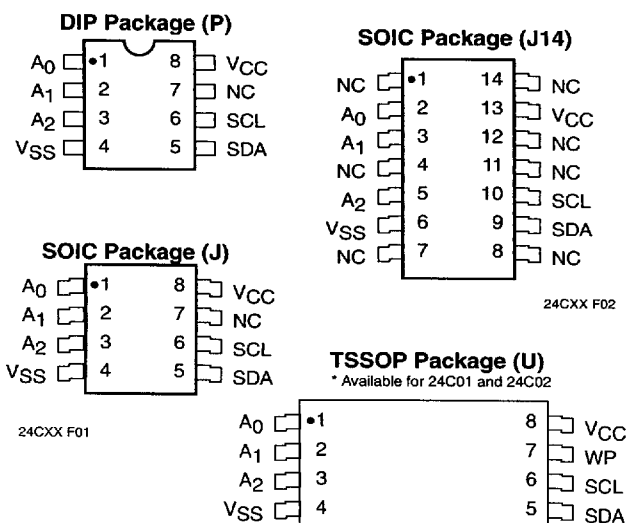 DIP Package (P)
A0 •1 8 VCC
A1 2 7 NC
A2 3 6 SCL
VSS 4 5 SDA
SOIC Package (J14)
NC •1 14 NC
A0 2 13 VCC
A1 3 12 NC
NC 4 11 NC
A2 5 10 SCL
VSS 6 9 SDA
NC 7 8 NC
24CXX F02
SOIC Package (J)
A0 •1 8 VCC
A1 2 7 NC
A2 3 6 SCL
VSS 4 5 SDA
24CXX F01
TSSOP Package (U)
* Available for 24C01 and 24C02
A0 •1 8 VCC
A1 2 7 WP
A2 3 6 SCL
VSS 4 5 SDA